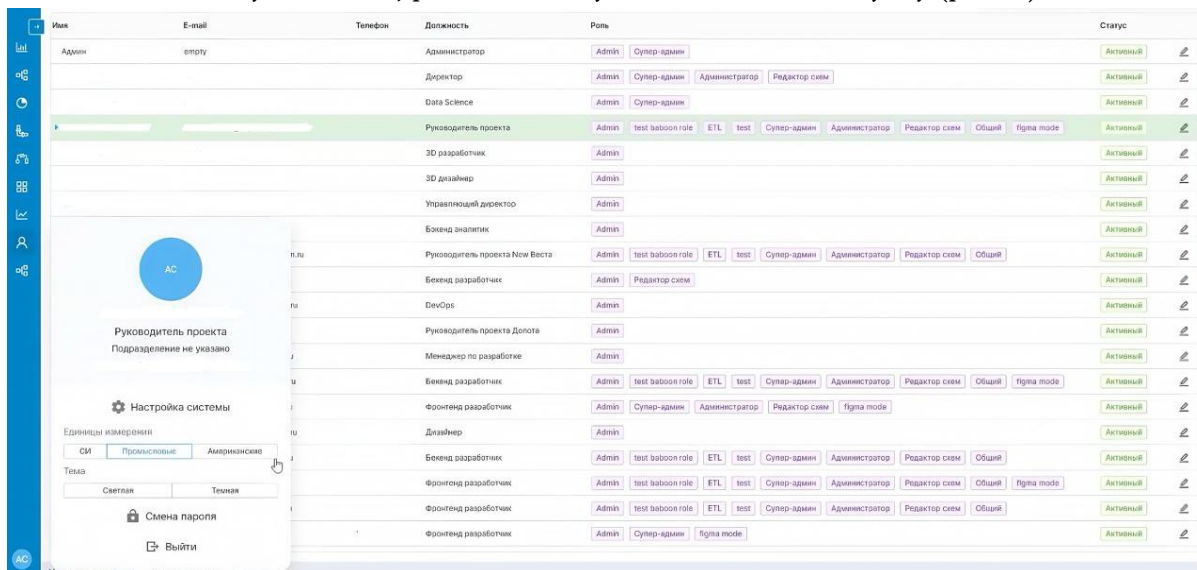 Имя E-mail Телефон Должность Роль Статус
Админ empty Администратор Admin Супер-админ Активный
Директор Admin Супер-админ Администратор Редактор схем Активный
Data Science Admin Супер-админ Активный
Руководитель проекта Admin test baboon role ETL test Супер-админ Администратор Редактор схем Общий figma mode Активный
3D разработчик Admin Активный
3D дизайнер Admin Активный
Управляющий директор Admin Активный
Бэкенд аналитик Admin Активный
n.ru Руководитель проекта New Веста Admin test baboon role ETL test Супер-админ Администратор Редактор схем Общий Активный
Бекенд разработчик Admin Редактор схем Активный
ru DevOps Admin Активный
Руководитель проекта Допота Admin Активный
Менеджер по разработке Admin Активный
Бекенд разработчик Admin test baboon role ETL test Супер-админ Администратор Редактор схем Общий figma mode Активный
Фронтенд разработчик Admin Супер-админ Администратор Редактор схем figma mode Активный
Дизайнер Admin Активный
Бекенд разработчик Admin test baboon role ETL test Супер-админ Администратор Редактор схем Общий Активный
Фронтенд разработчик Admin test baboon role ETL test Супер-админ Администратор Редактор схем Общий figma mode Активный
Фронтенд разработчик Admin test baboon role ETL test Супер-админ Администратор Редактор схем Общий Активный
Фронтенд разработчик Admin Супер-админ figma mode Активный
АС
Руководитель проекта
Подразделение не указано
Настройка системы
Единицы измерения
СИ Промысловые Американские
Тема
Светлая Темная
Смена пароля
Выйти
АС